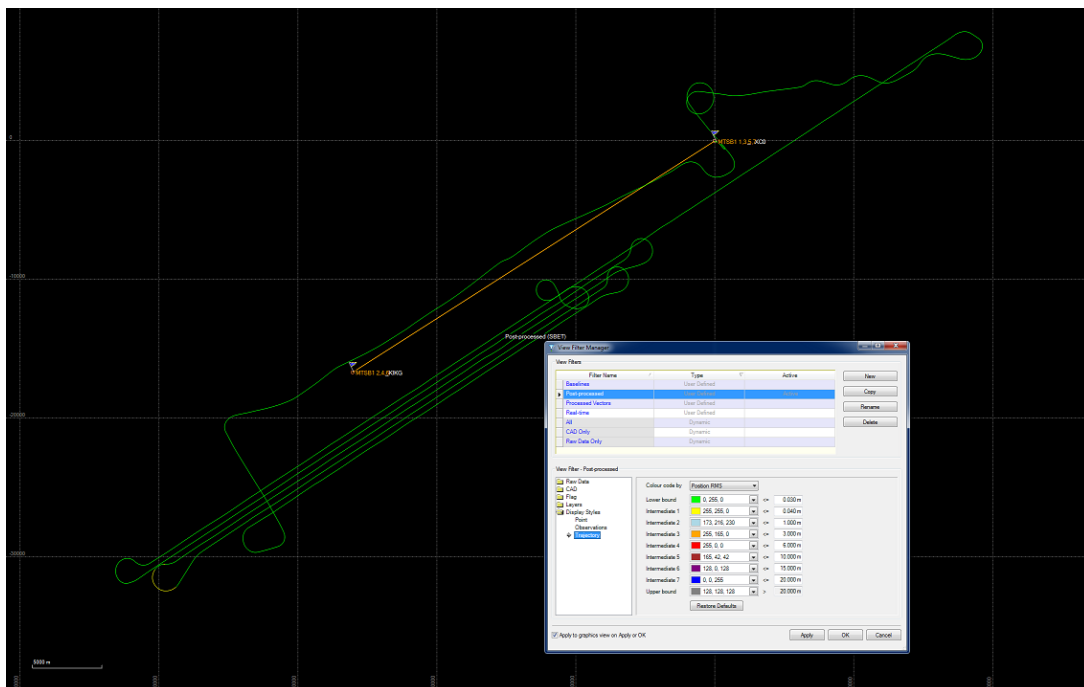 0
MTSB1 1,3,5,7
-10000
Post-processed (SBET)
View Filter Manager
View Filters
New
Filter Name Type Active
Baselines User Defined
Copy
Post-processed User Defined Active
Processed Vectors User Defined
Rename
Real-time User Defined
All Dynamic
Delete
CAD Only Dynamic
Raw Data Only Dynamic
MTSB1 2,4,6
-20000
View Filter - Post-processed
Raw Data
CAD
Flag
Layers
Display Styles
Point
Observations
Trajectory
Colour code by Position RMS
Lower bound 0, 255, 0 <= 0.030 m
Intermediate 1 255, 255, 0 <= 0.040 m
Intermediate 2 173, 216, 230 <= 1.000 m
Intermediate 3 255, 165, 0 <= 3.000 m
Intermediate 4 255, 0, 0 <= 6.000 m
Intermediate 5 165, 42, 42 <= 10.000 m
Intermediate 6 128, 0, 128 <= 15.000 m
Intermediate 7 0, 0, 255 <= 20.000 m
Upper bound 128, 128, 128 > 20.000 m
Restore Defaults
-30000
Apply to graphics view on Apply or OK
Apply OK Cancel
5000 m